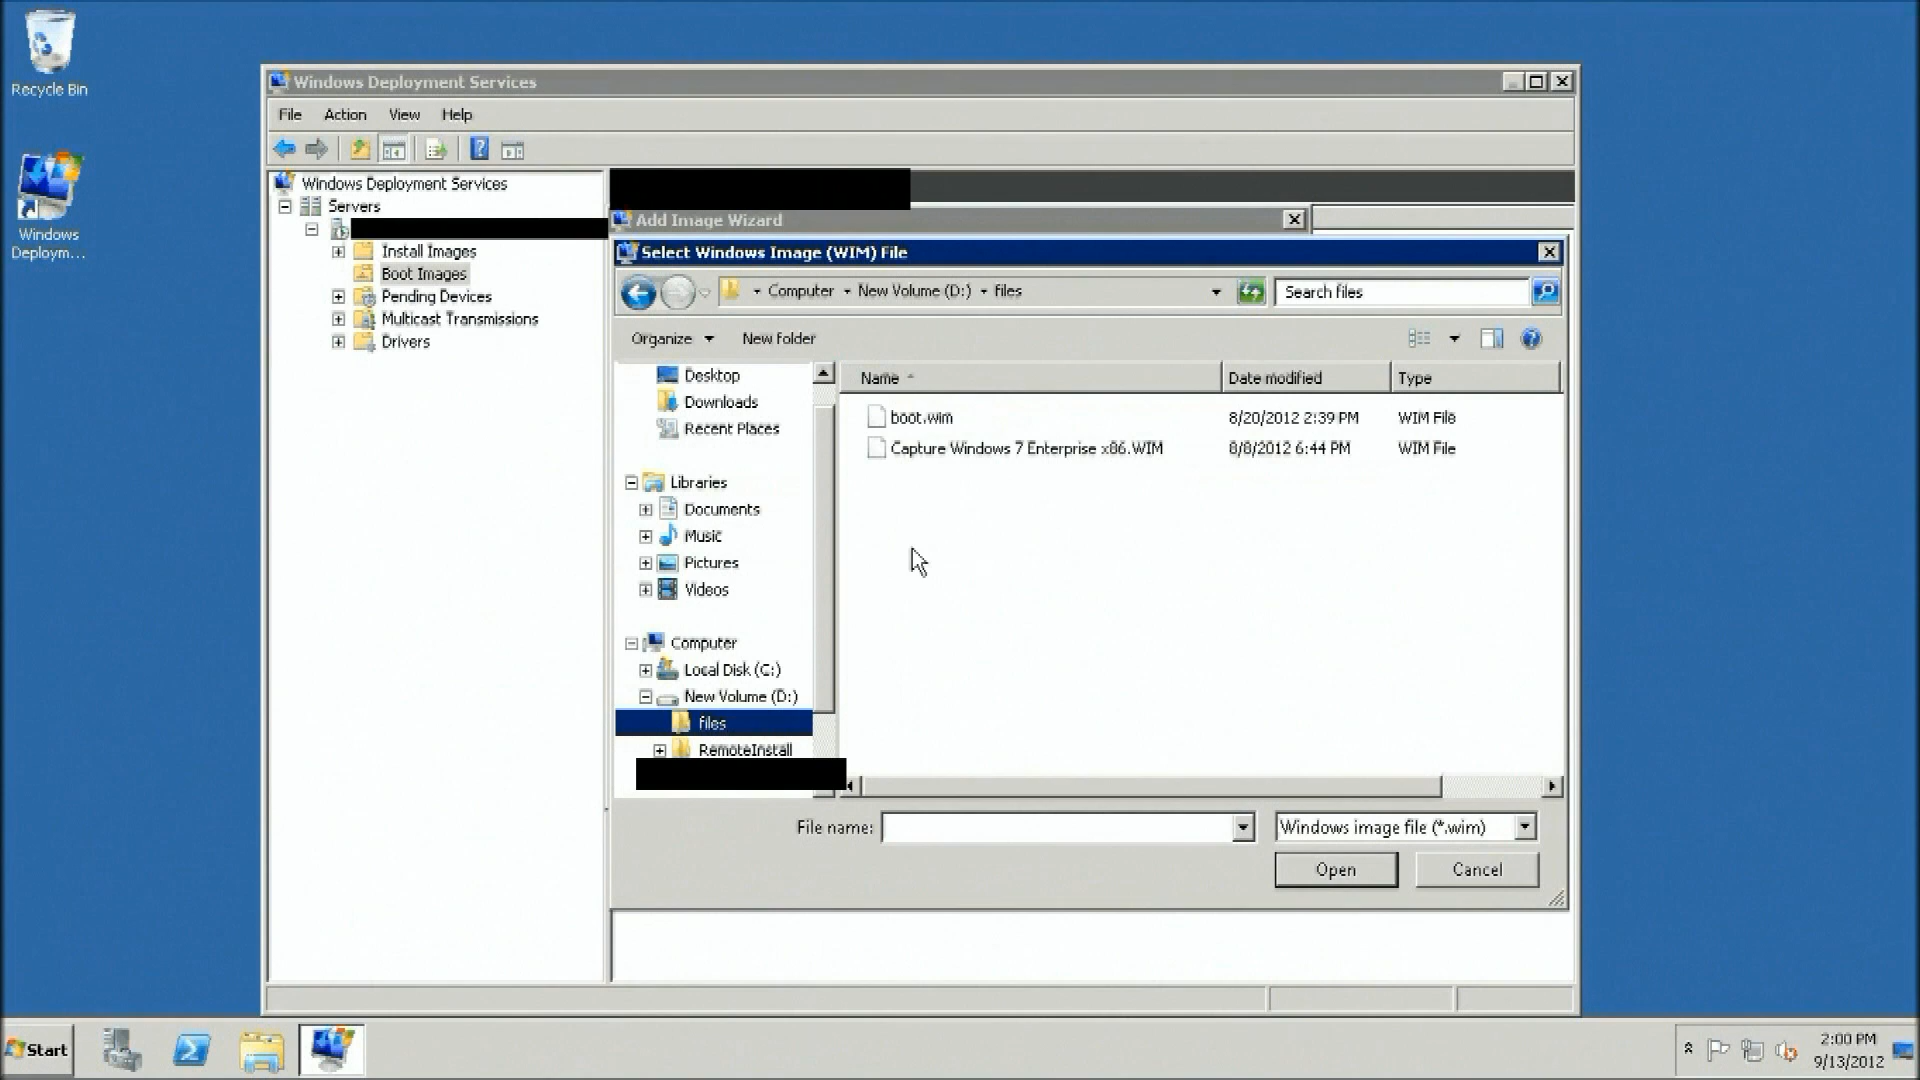 Recycle Bin
Windows
Deploym...
Windows Deployment Services
File Action View Help
Windows Deployment Services
Servers
Install Images
Boot Images
Pending Devices
Multicast Transmissions
Drivers
Add Image Wizard
Select Windows Image (WIM) File
Computer New Volume (D:) files
Search files
Organize New folder
Desktop
Downloads
Recent Places
Libraries
Documents
Music
Pictures
Videos
Computer
Local Disk (C:)
New Volume (D:)
files
RemoteInstall
Name Date modified Type
boot.wim 8/20/2012 2:39 PM WIM File
Capture Windows 7 Enterprise x86.WIM 8/8/2012 6:44 PM WIM File
File name: Windows image file (*.wim)
Open Cancel
Start
2:00 PM
9/13/2012